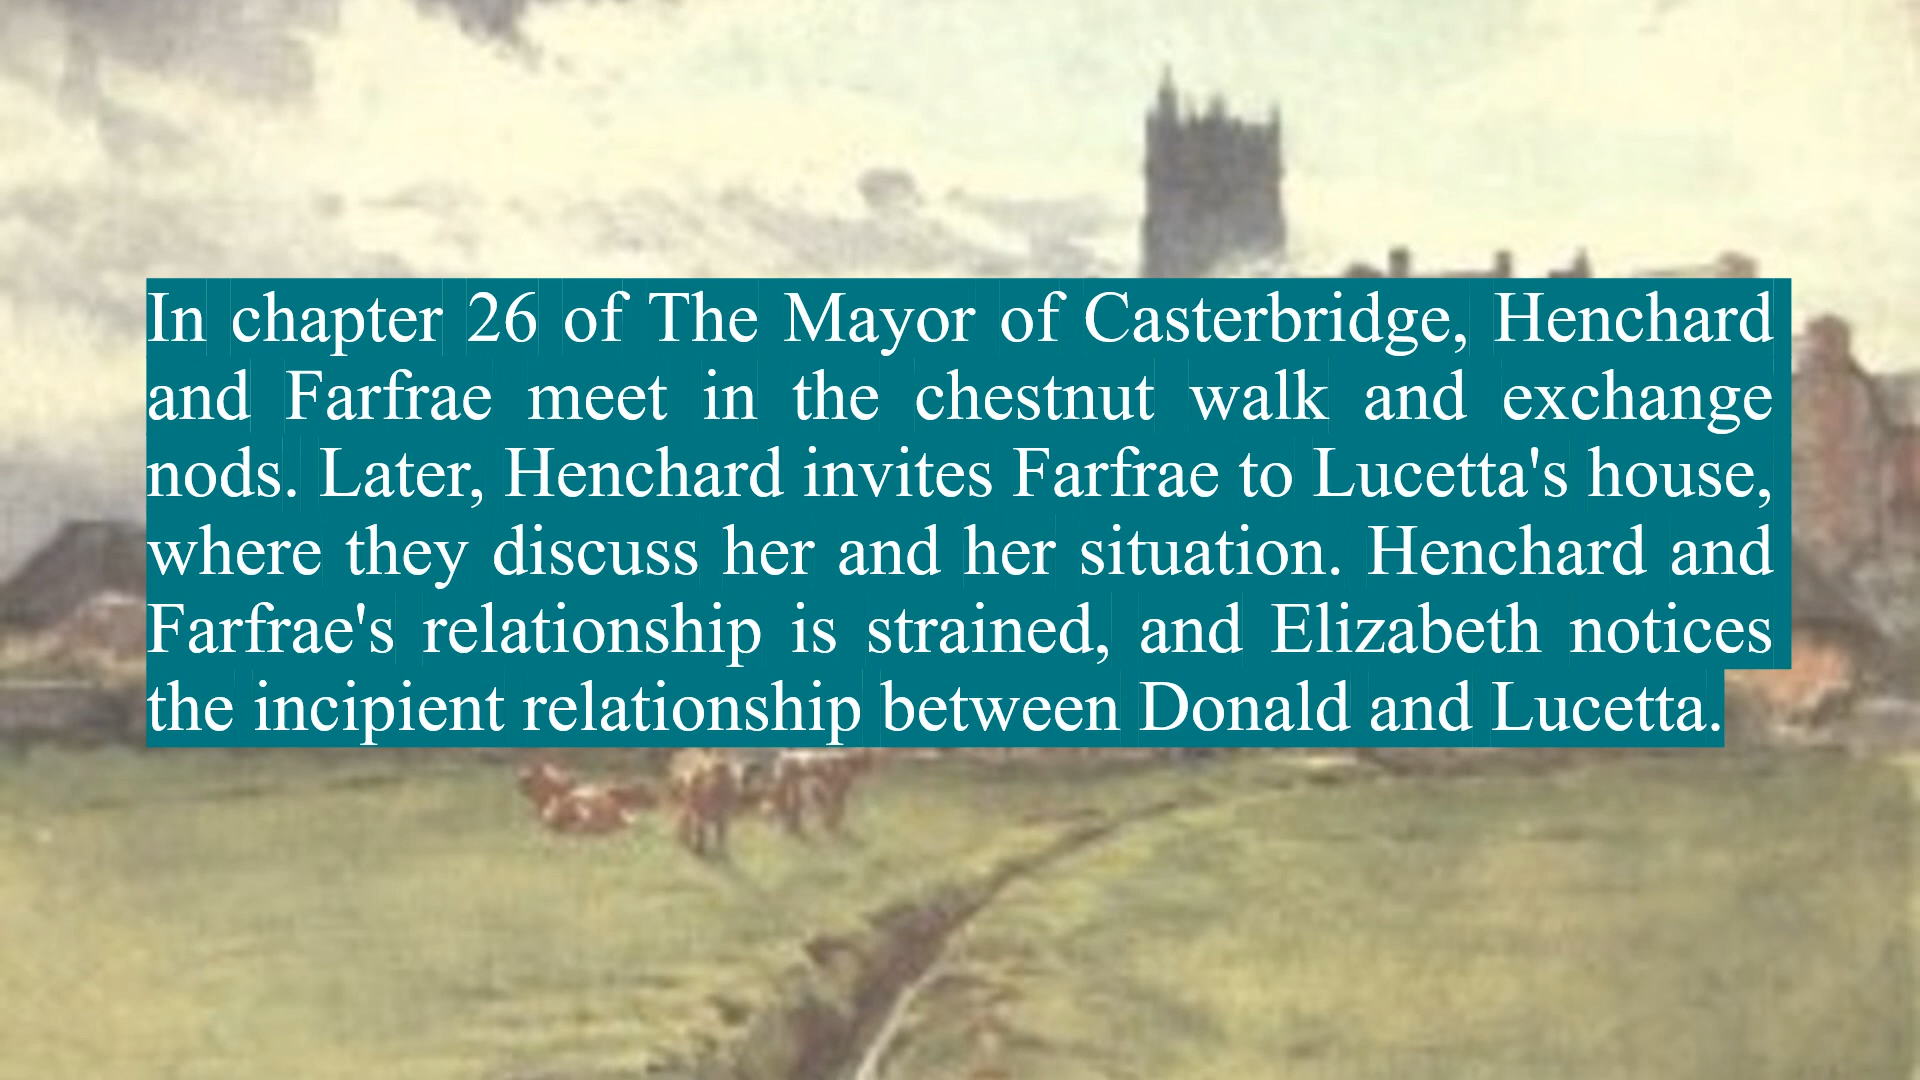 In chapter 26 of The Mayor of Casterbridge, Henchard
and Farfrae meet in the chestnut walk and exchange
nods. Later, Henchard invites Farfrae to Lucetta's house,
where they discuss her and her situation. Henchard and
Farfrae's relationship is strained, and Elizabeth notices
the incipient relationship between Donald and Lucetta.